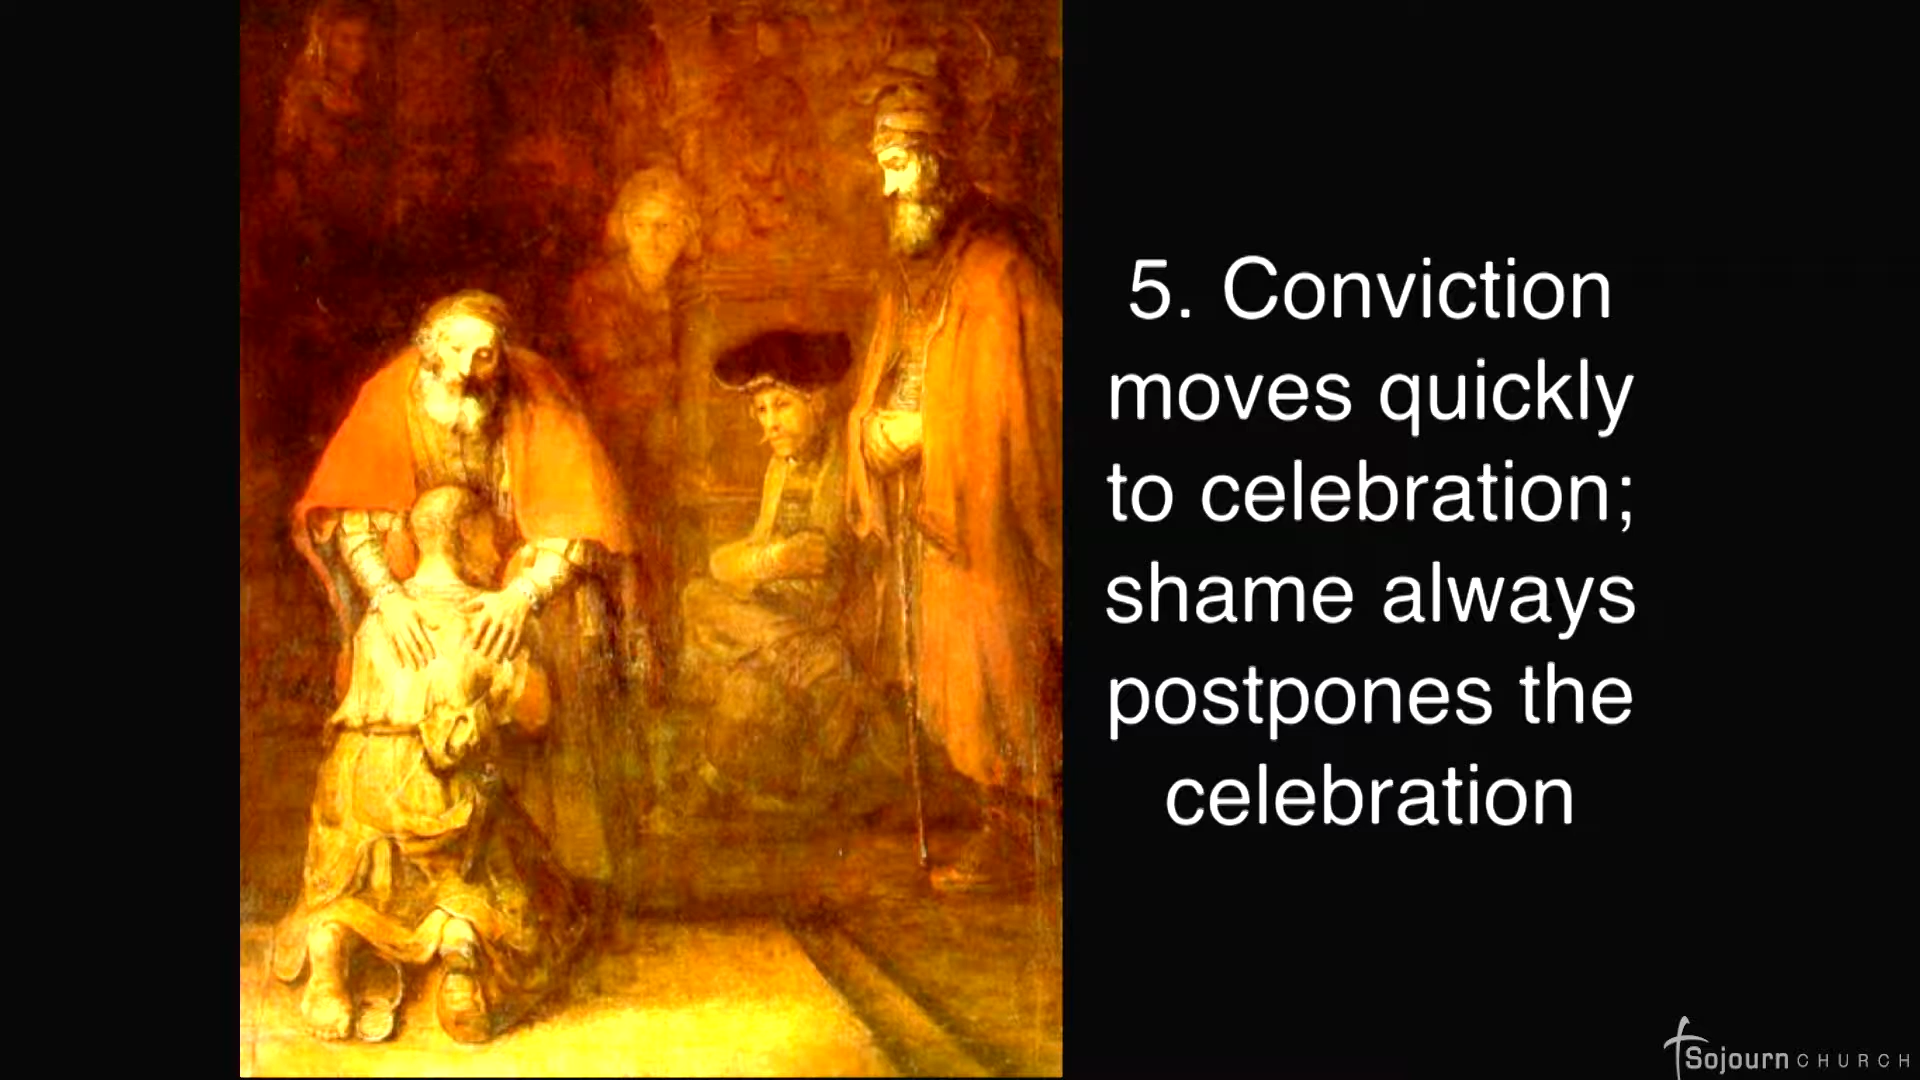 5. Conviction
moves quickly
to celebration;
shame always
postpones the
celebration
Sojourn CHURCH